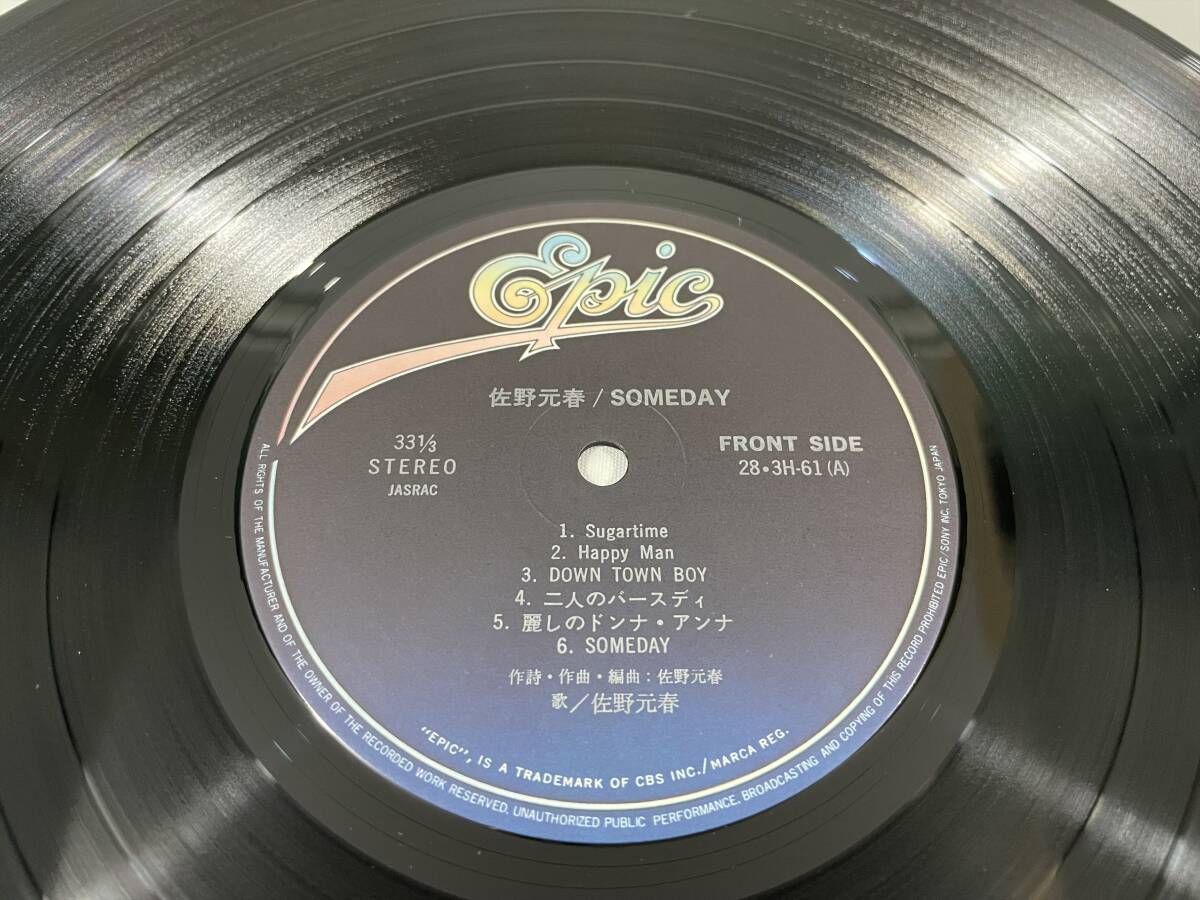 Epic
佐野元春 / SOMEDAY
33 1/3
STEREO
JASRAC
FRONT SIDE
28・3H-61 (A)
1. Sugartime
2. Happy Man
3. DOWN TOWN BOY
4. 二人のバースディ
5. 麗しのドンナ・アンナ
6. SOMEDAY
作詩・作曲・編曲：佐野元春
歌／佐野元春
"EPIC", IS A TRADEMARK OF CBS INC./MARCA REG.
ALL RIGHTS OF THE MANUFACTURER AND OF THE OWNER OF THE RECORDED WORK RESERVED. UNAUTHORIZED PUBLIC PERFORMANCE, BROADCASTING AND COPYING OF THIS RECORD PROHIBITED EPIC/SONY INC. TOKYO JAPAN